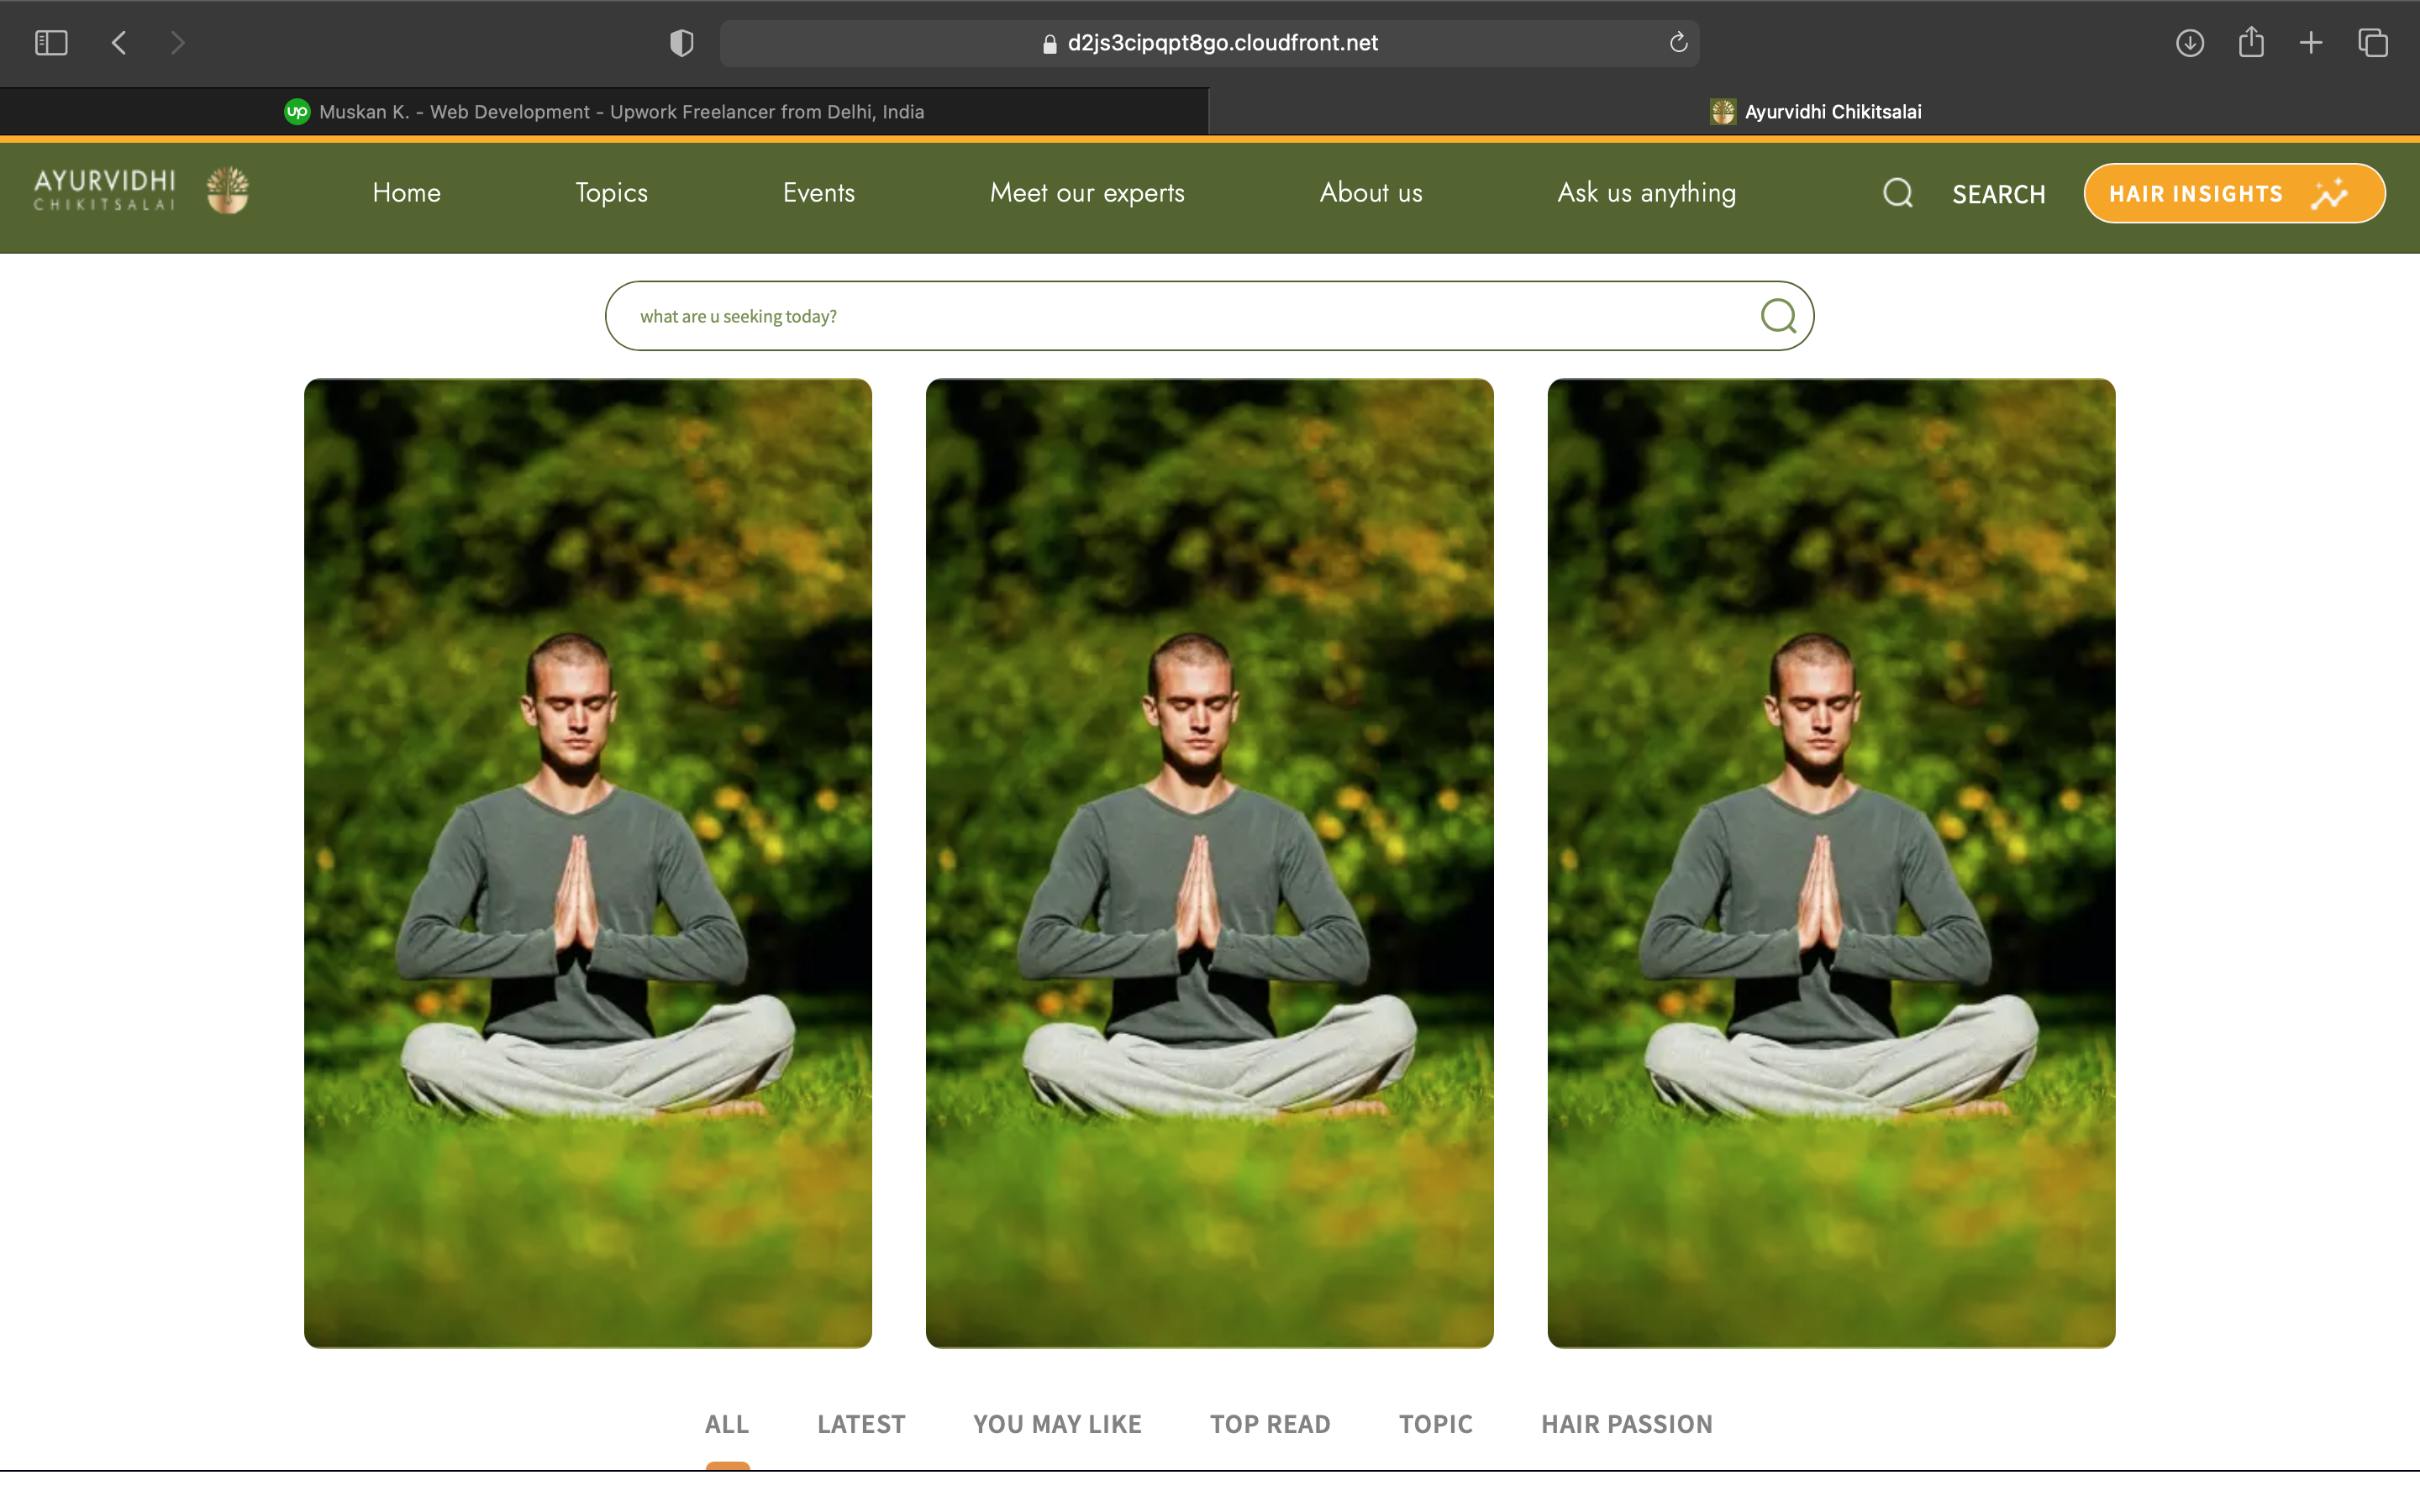 d2js3cipqpt8go.cloudfront.net
up Muskan K. - Web Development - Upwork Freelancer from Delhi, India
Ayurvidhi Chikitsalai
AYURVIDHI
CHIKITSALAI
Home Topics Events Meet our experts About us Ask us anything
SEARCH
HAIR INSIGHTS
what are u seeking today?
ALL LATEST YOU MAY LIKE TOP READ TOPIC HAIR PASSION